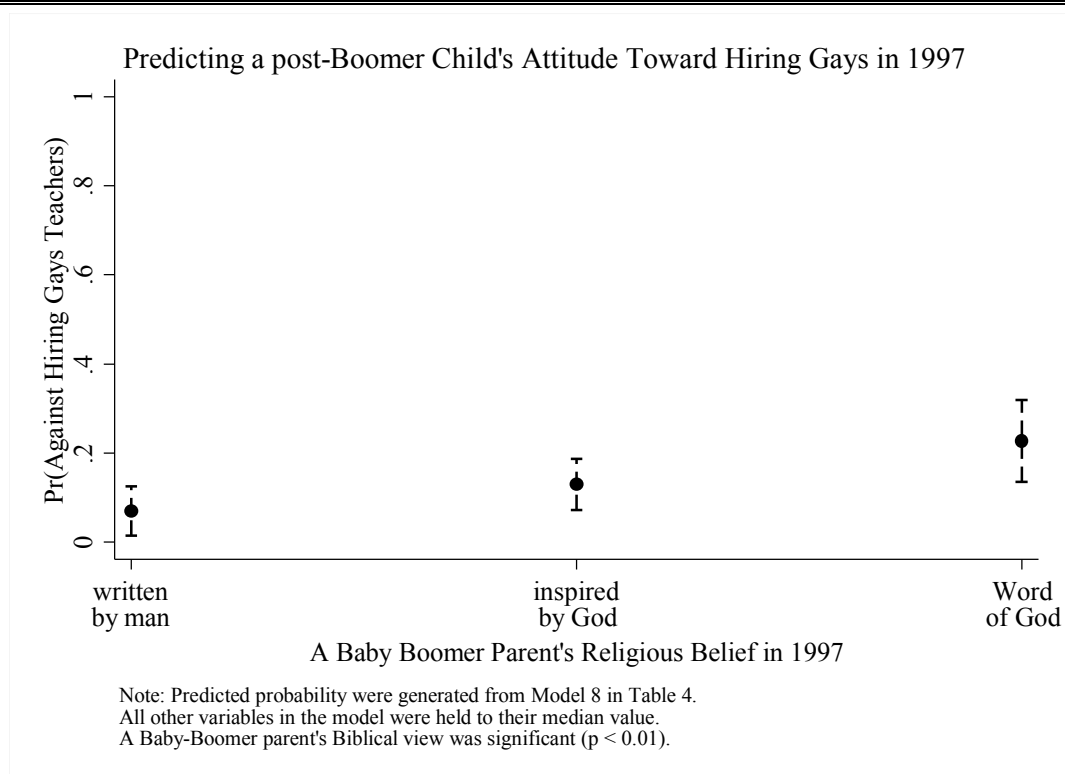 Predicting a post-Boomer Child's Attitude Toward Hiring Gays in 1997
Pr(Against Hiring Gays Teachers)
1
.8
.6
.4
.2
0
written
by man
inspired
by God
Word
of God
A Baby Boomer Parent's Religious Belief in 1997
Note: Predicted probability were generated from Model 8 in Table 4.
All other variables in the model were held to their median value.
A Baby-Boomer parent's Biblical view was significant (p < 0.01).